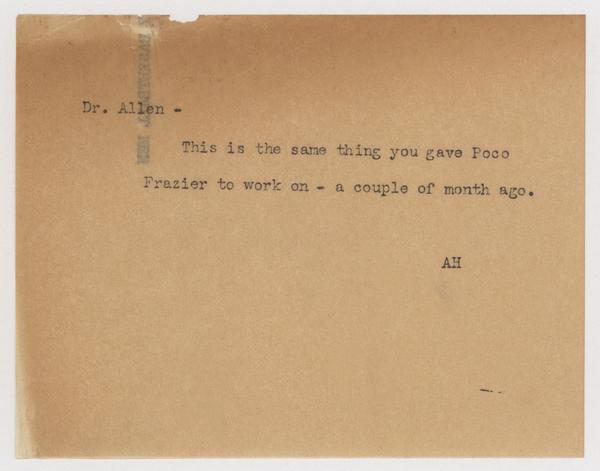 Dr. Allen -
This is the same thing you gave Poco
Frazier to work on - a couple of month ago.
AH